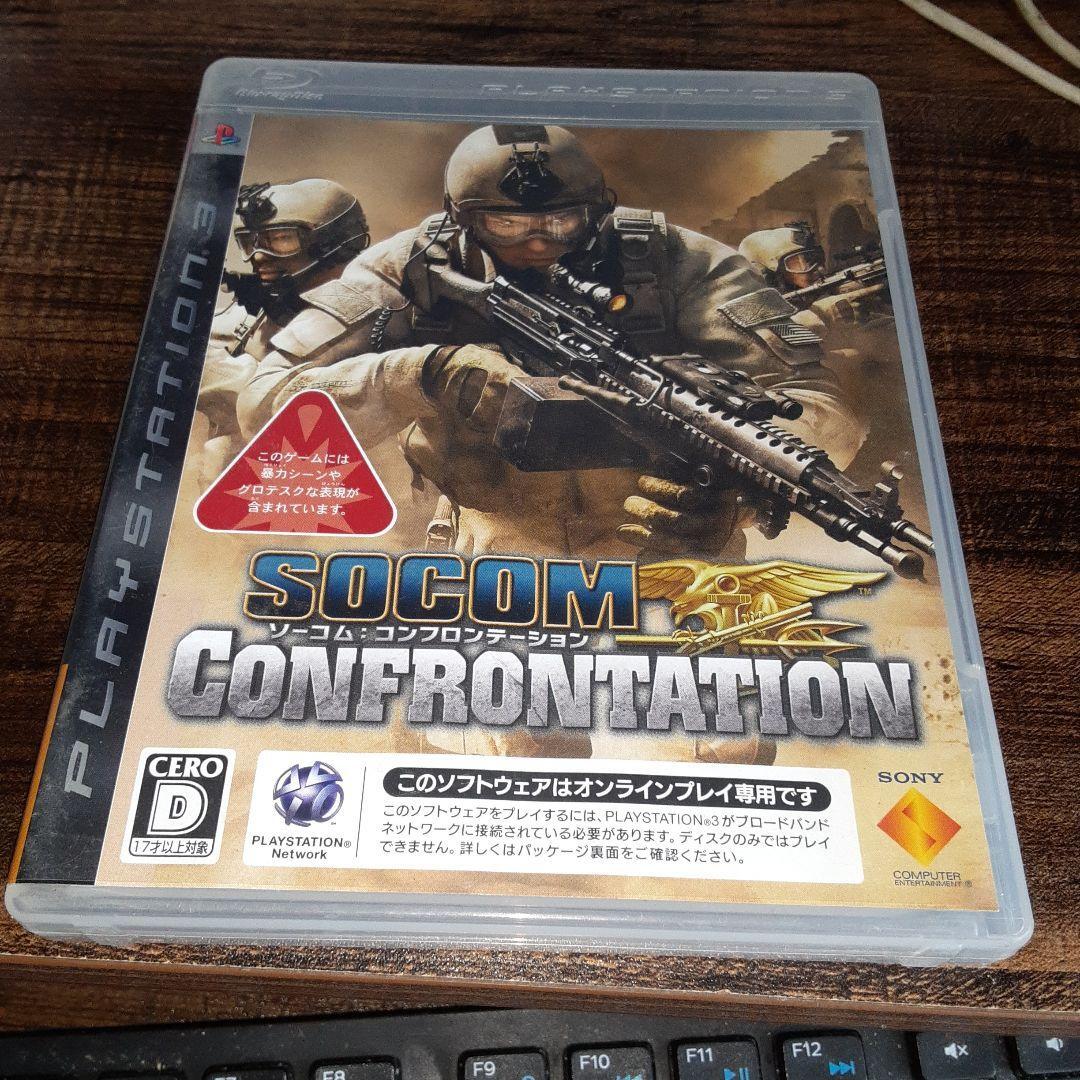 Blu-ray Disc
PLAYSTATION 3
PLAYSTATION 3
このゲームには
暴力シーンや
グロテスクな表現が
含まれています。
SOCOM
TM
ソーコム：コンフロンテーション
CONFRONTATION
CERO
D
17才以上対象
PLAYSTATION®
Network
このソフトウェアはオンラインプレイ専用です
このソフトウェアをプレイするには、PLAYSTATION®3がブロードバンド
ネットワークに接続されている必要があります。ディスクのみではプレイ
できません。詳しくはパッケージ裏面をご確認ください。
SONY
COMPUTER
ENTERTAINMENT®
F8
F9
F10
F11
F12